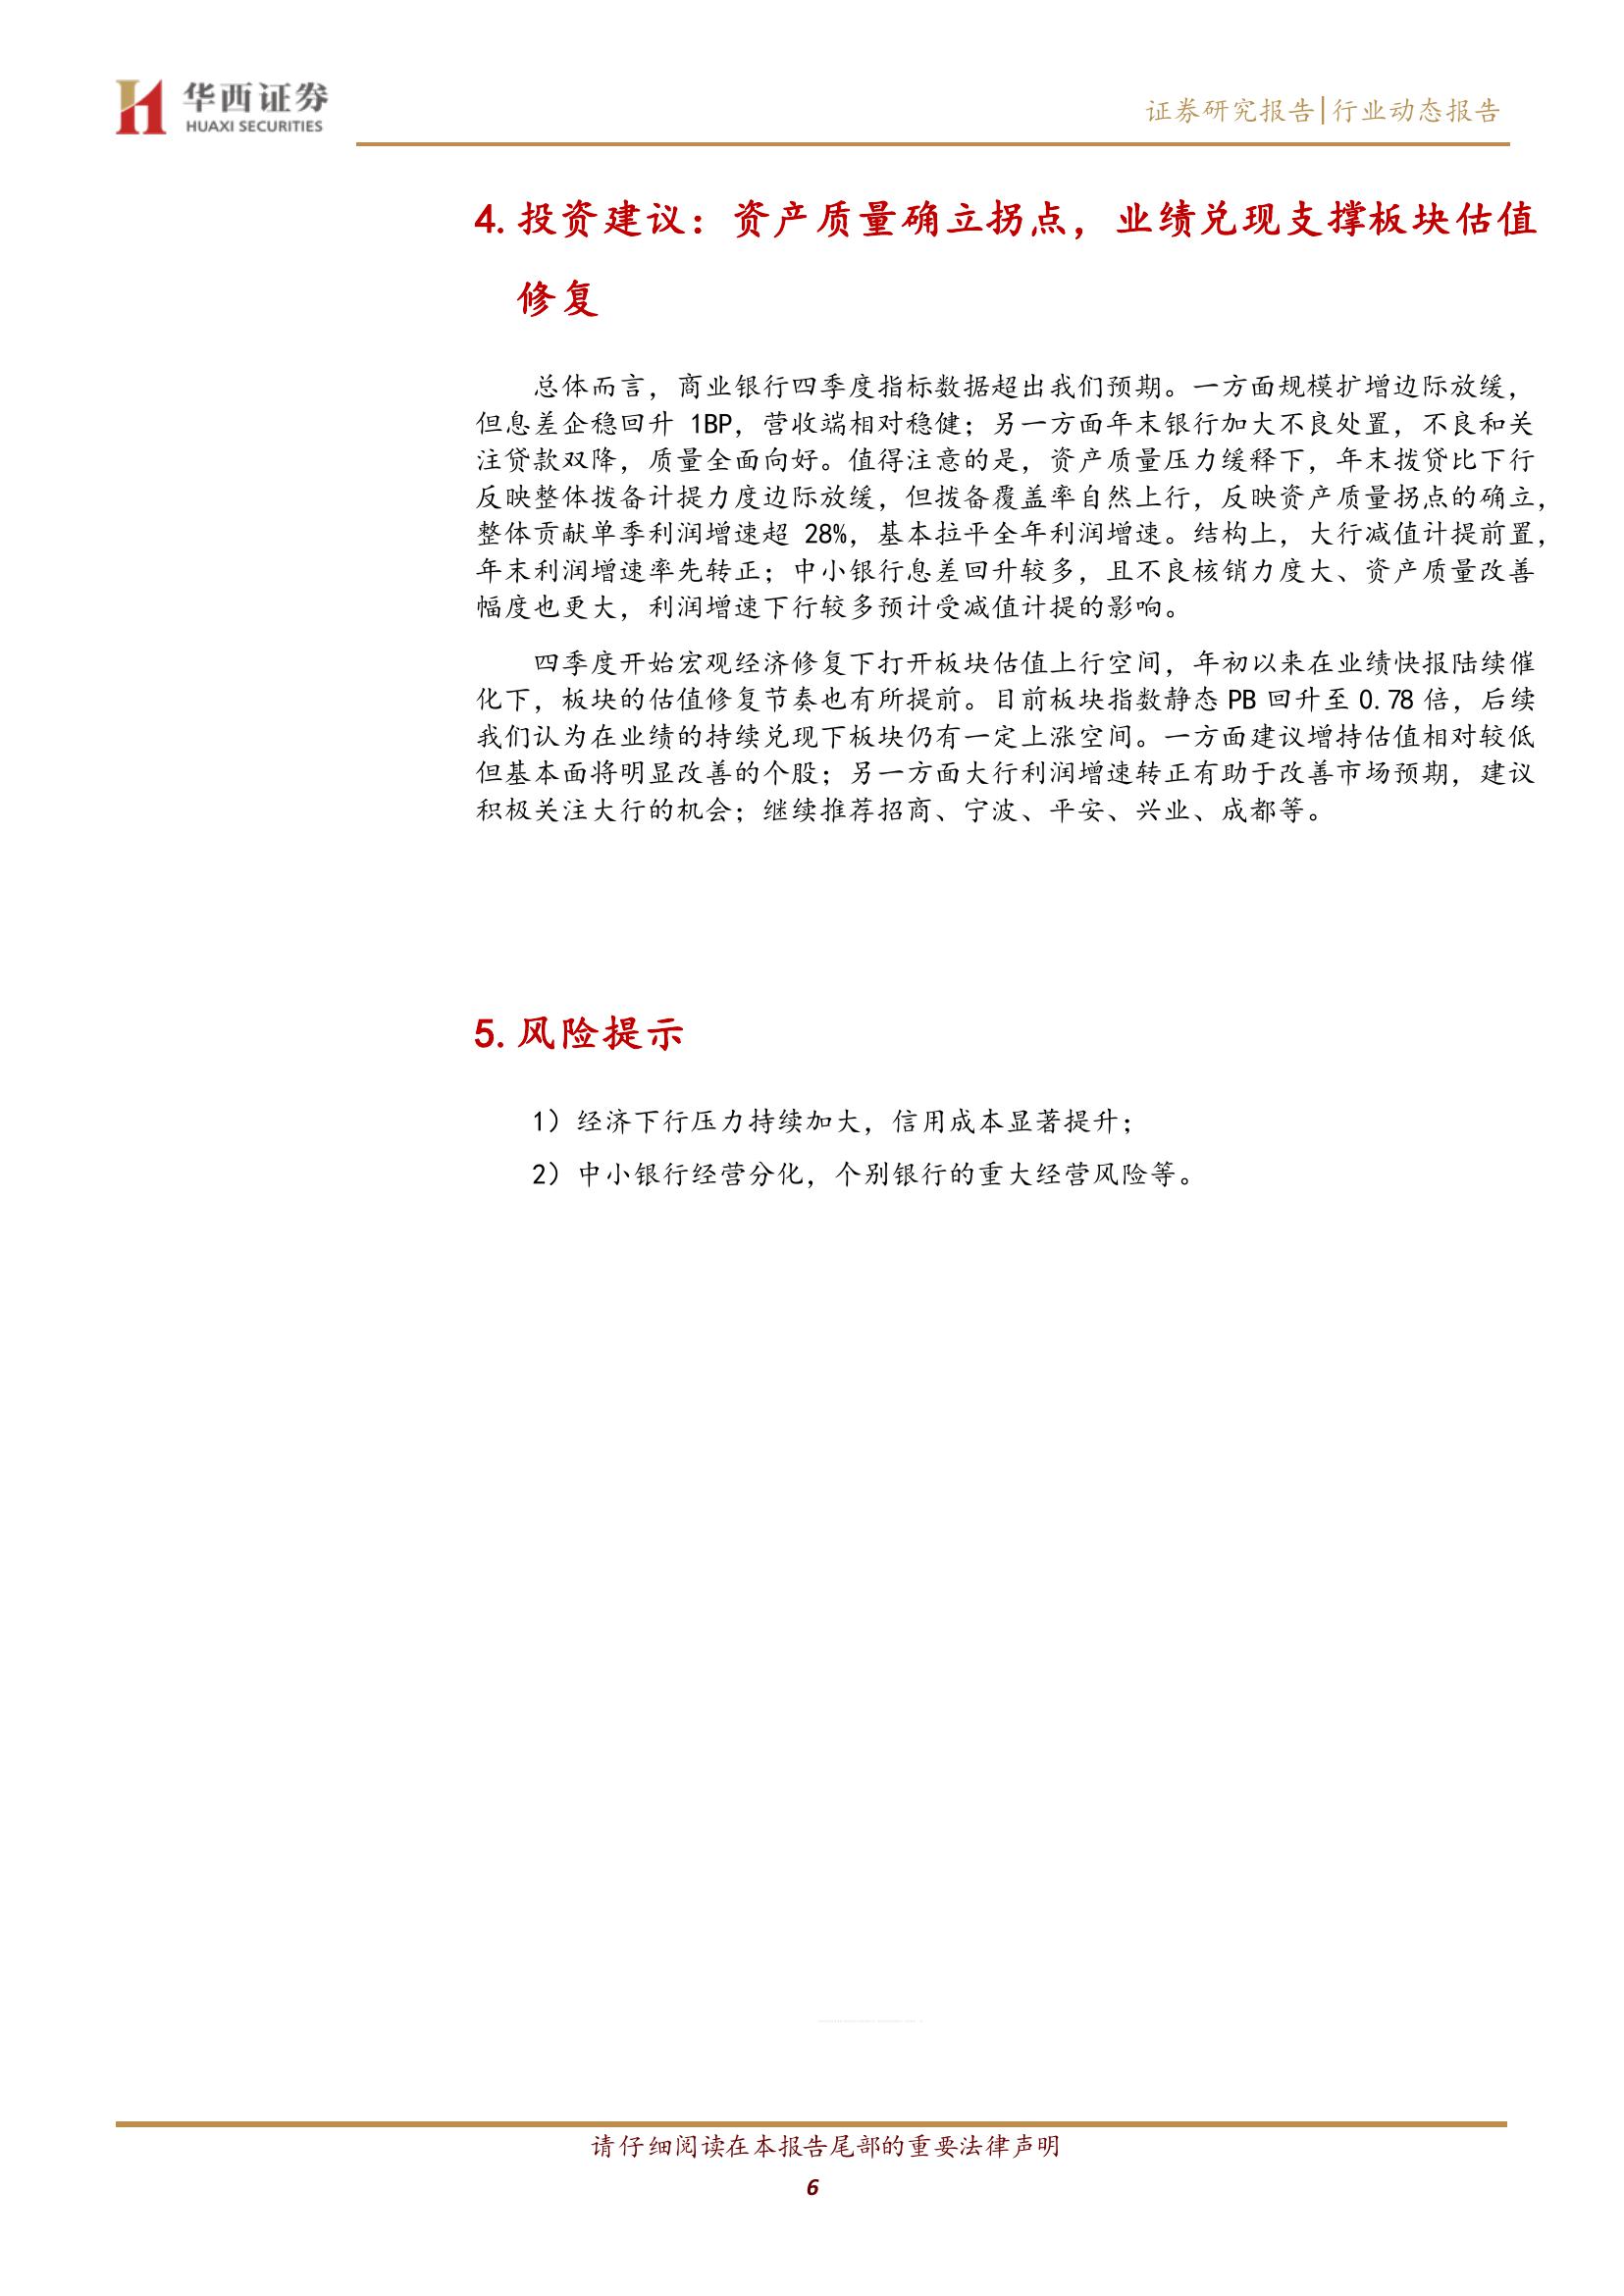 华西证券
HUAXI SECURITIES
证券研究报告|行业动态报告
4. 投资建议：资产质量确立拐点，业绩兑现支撑板块估值
修复
总体而言，商业银行四季度指标数据超出我们预期。一方面规模扩增边际放缓，
但息差企稳回升 1BP，营收端相对稳健；另一方面年末银行加大不良处置，不良和关
注贷款双降，质量全面向好。值得注意的是，资产质量压力缓释下，年末拨贷比下行
反映整体拨备计提力度边际放缓，但拨备覆盖率自然上行，反映资产质量拐点的确立，
整体贡献单季利润增速超 28%，基本拉平全年利润增速。结构上，大行减值计提前置，
年末利润增速率先转正；中小银行息差回升较多，且不良核销力度大、资产质量改善
幅度也更大，利润增速下行较多预计受减值计提的影响。
四季度开始宏观经济修复下打开板块估值上行空间，年初以来在业绩快报陆续催
化下，板块的估值修复节奏也有所提前。目前板块指数静态 PB 回升至 0.78 倍，后续
我们认为在业绩的持续兑现下板块仍有一定上涨空间。一方面建议增持估值相对较低
但基本面将明显改善的个股；另一方面大行利润增速转正有助于改善市场预期，建议
积极关注大行的机会；继续推荐招商、宁波、平安、兴业、成都等。
5. 风险提示
1）经济下行压力持续加大，信用成本显著提升；
2）中小银行经营分化，个别银行的重大经营风险等。
请仔细阅读在本报告尾部的重要法律声明
6